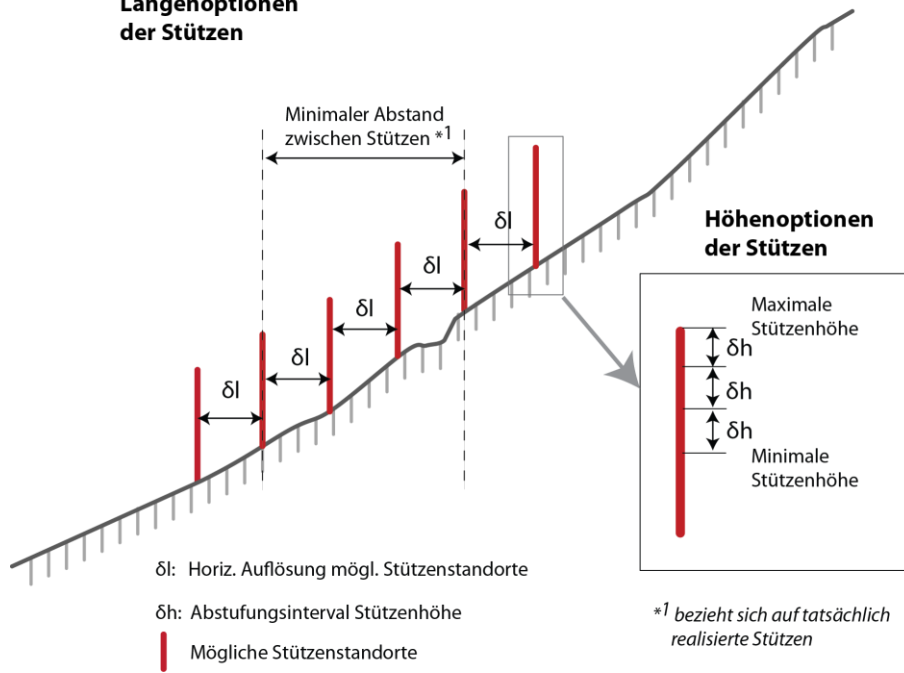 Längenoptionen
der Stützen
Minimaler Abstand
zwischen Stützen *1
δl
δl
δl
δl
δl
Höhenoptionen
der Stützen
Maximale
Stützenhöhe
δh
δh
δh
Minimale
Stützenhöhe
δl: Horiz. Auflösung mögl. Stützenstandorte
δh: Abstufungsinterval Stützenhöhe
Mögliche Stützenstandorte
*1 bezieht sich auf tatsächlich
realisierte Stützen